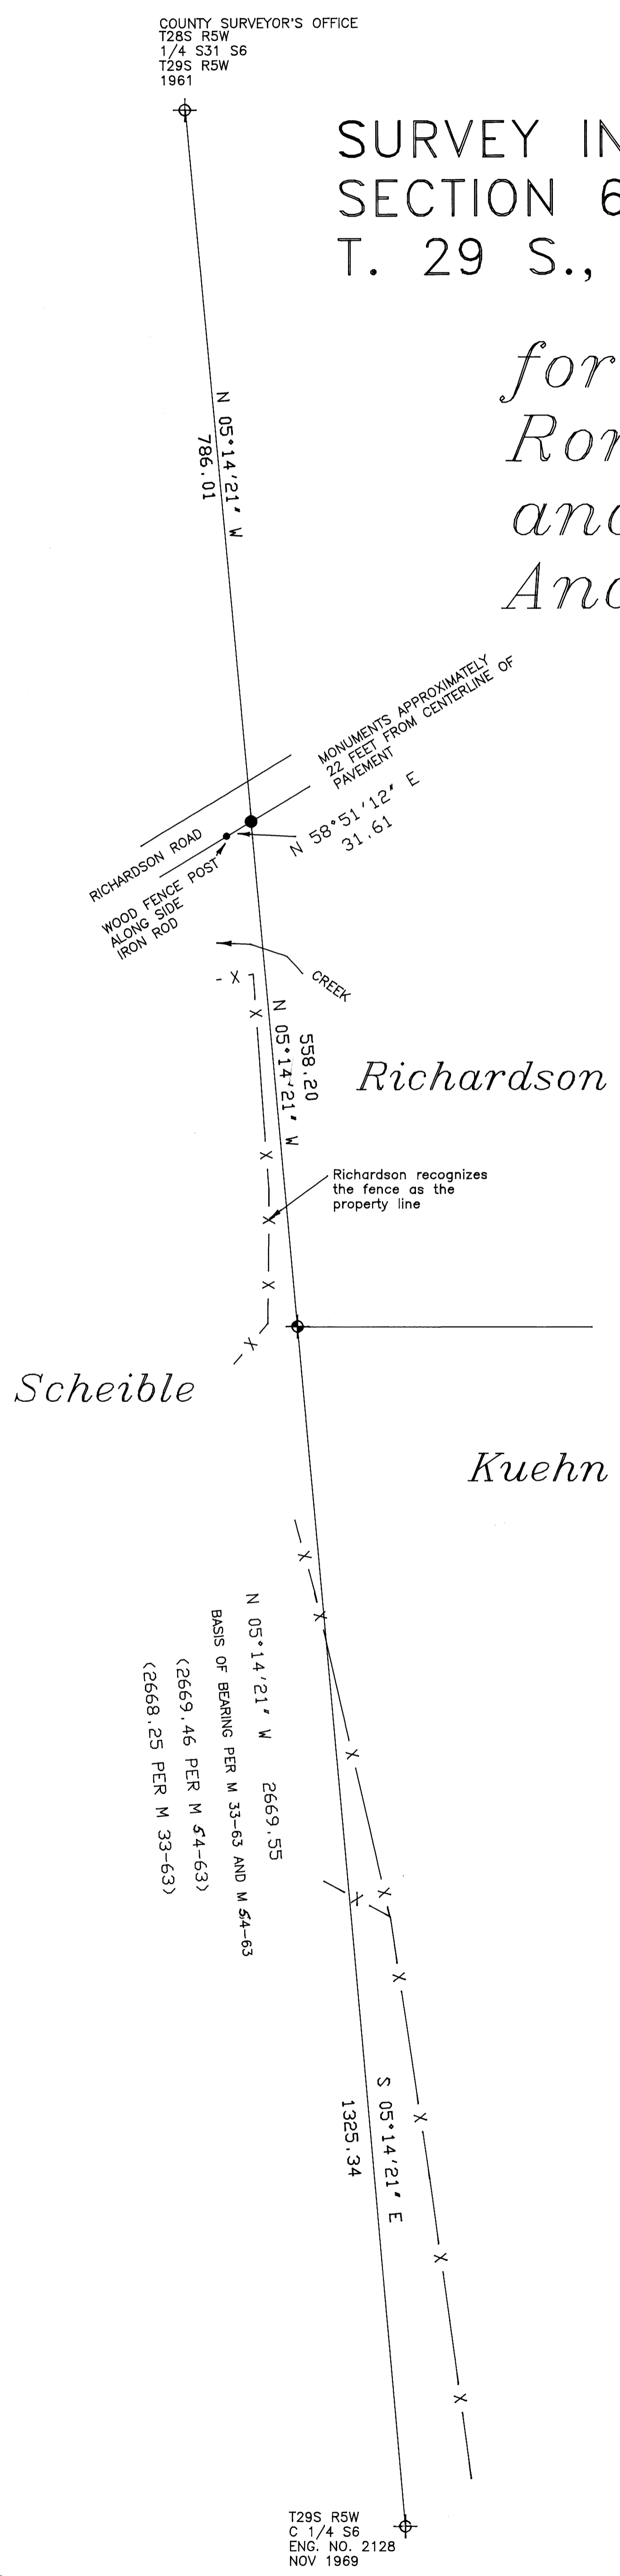 COUNTY SURVEYOR'S OFFICE
T28S R5W
1/4 S31 S6
T29S R5W
1961
SURVEY IN
SECTION 6
T. 29 S.,
for
and
N 05°14'21" W
786.01
MONUMENTS APPROXIMATELY
22 FEET FROM CENTERLINE OF
PAVEMENT
N 58°51'12" E
31.61
RICHARDSON ROAD
WOOD FENCE POST
ALONG SIDE
IRON ROD
CREEK
558.20
N 05°14'21" W
Richardson
Richardson recognizes
the fence as the
property line
Scheible
Kuehn
N 05°14'21" W 2669.55
BASIS OF BEARING PER M 33-63 AND M 54-63
(2669.46 PER M 54-63)
(2668.25 PER M 33-63)
S 05°14'21" E
1325.34
T29S R5W
C 1/4 S6
ENG. NO. 2128
NOV 1969